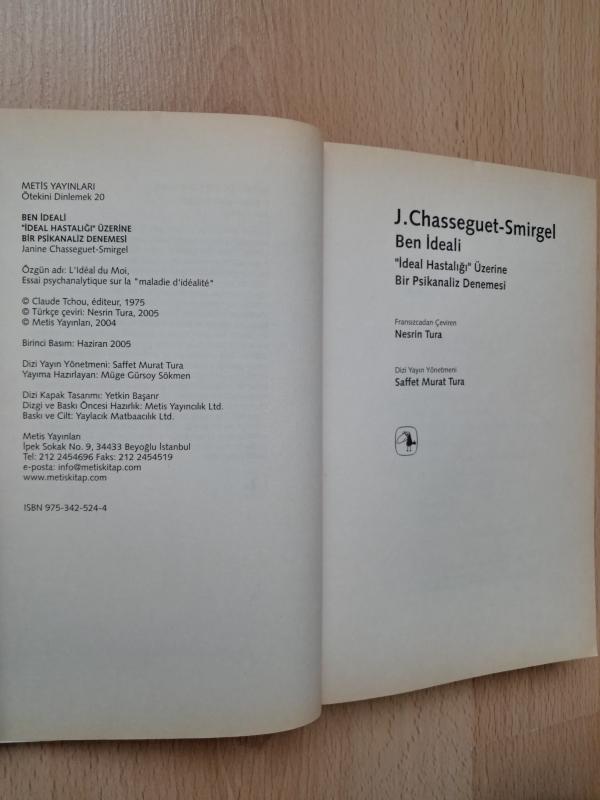 METİS YAYINLARI
Ötekini Dinlemek 20
BEN İDEALİ
"İDEAL HASTALIĞI" ÜZERİNE
BİR PSİKANALİZ DENEMESİ
Janine Chasseguet-Smirgel
Özgün adı: L'Idéal du Moi,
Essai psychanalytique sur la "maladie d'idéalité"
© Claude Tchou, éditeur, 1975
© Türkçe çeviri: Nesrin Tura, 2005
© Metis Yayınları, 2004
Birinci Basım: Haziran 2005
Dizi Yayın Yönetmeni: Saffet Murat Tura
Yayıma Hazırlayan: Müge Gürsoy Sökmen
Dizi Kapak Tasarımı: Yetkin Başarır
Dizgi ve Baskı Öncesi Hazırlık: Metis Yayıncılık Ltd.
Baskı ve Cilt: Yaylacık Matbaacılık Ltd.
Metis Yayınları
İpek Sokak No. 9, 34433 Beyoğlu İstanbul
Tel: 212 2454696 Faks: 212 2454519
e-posta: info@metiskitap.com
www.metiskitap.com
ISBN 975-342-524-4
J.Chasseguet-Smirgel
Ben İdeali
"İdeal Hastalığı" Üzerine
Bir Psikanaliz Denemesi
Fransızcadan Çeviren
Nesrin Tura
Dizi Yayın Yönetmeni
Saffet Murat Tura